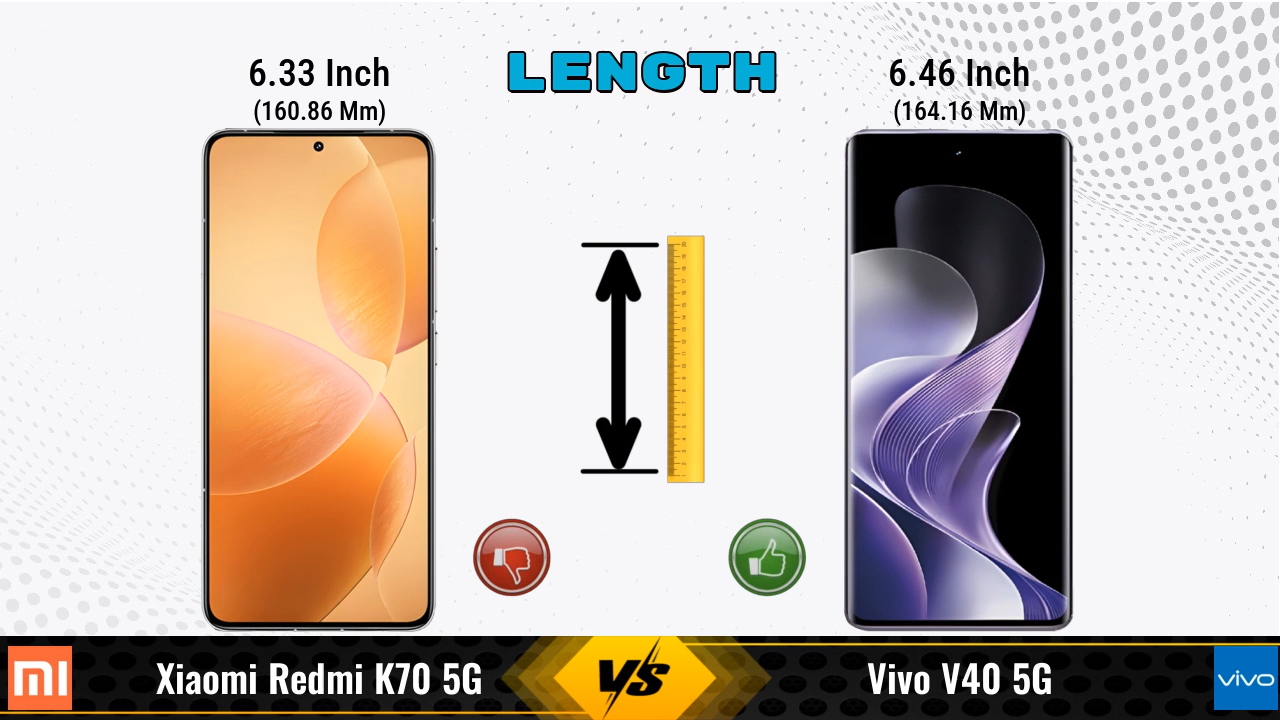 LENGTH
6.33 Inch
(160.86 Mm)
6.46 Inch
(164.16 Mm)
Xiaomi Redmi K70 5G
VS
Vivo V40 5G
vivo